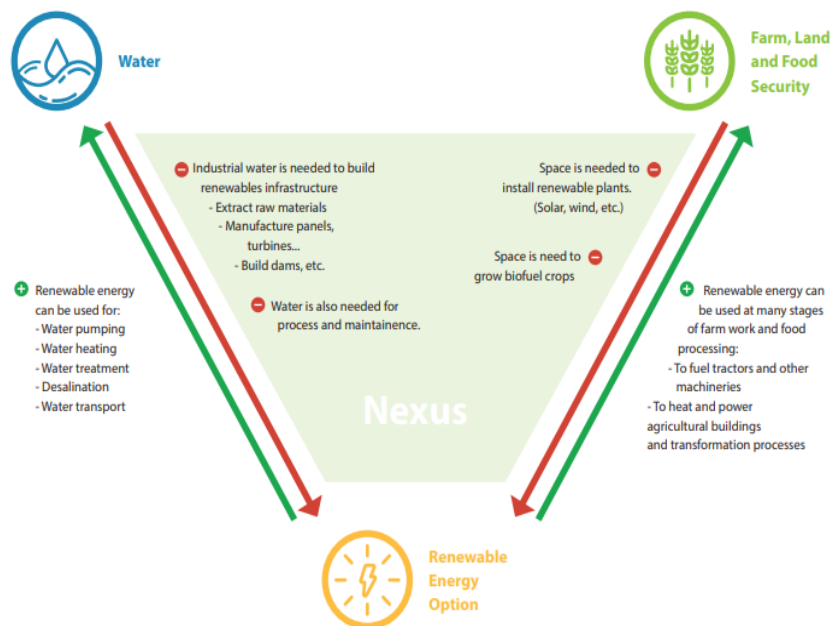 Water
Farm, Land
and Food
Security
Industrial water is needed to build
renewables infrastructure
- Extract raw materials
- Manufacture panels,
turbines...
- Build dams, etc.
Water is also needed for
process and maintainence.
Space is needed to
install renewable plants.
(Solar, wind, etc.)
Space is need to
grow biofuel crops
Renewable energy
can be used for:
- Water pumping
- Water heating
- Water treatment
- Desalination
- Water transport
Renewable energy can
be used at many stages
of farm work and food
processing:
- To fuel tractors and other
machineries
- To heat and power
agricultural buildings
and transformation processes
Nexus
Renewable
Energy
Option